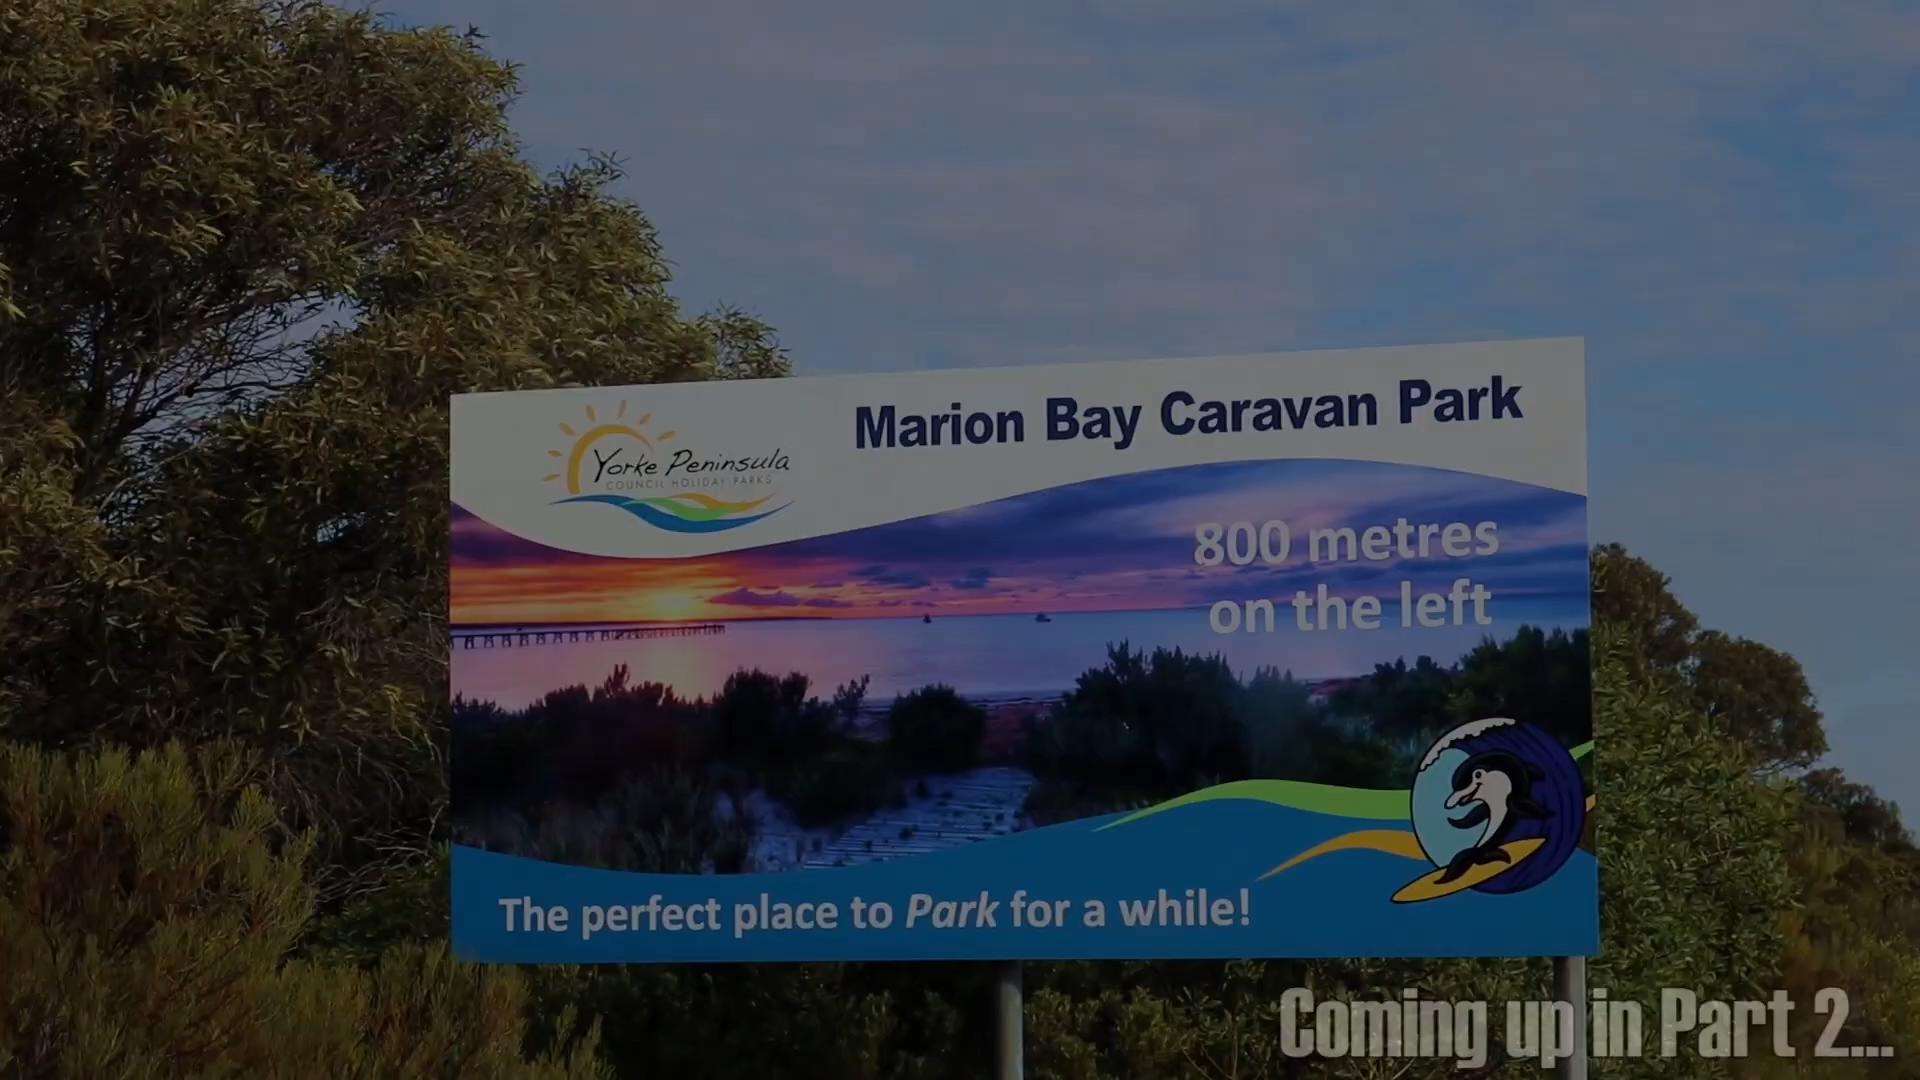 Marion Bay Caravan Park
Yorke Peninsula
COUNCIL HOLIDAY PARKS
800 metres
on the left
The perfect place to Park for a while!
Coming up in Part 2...